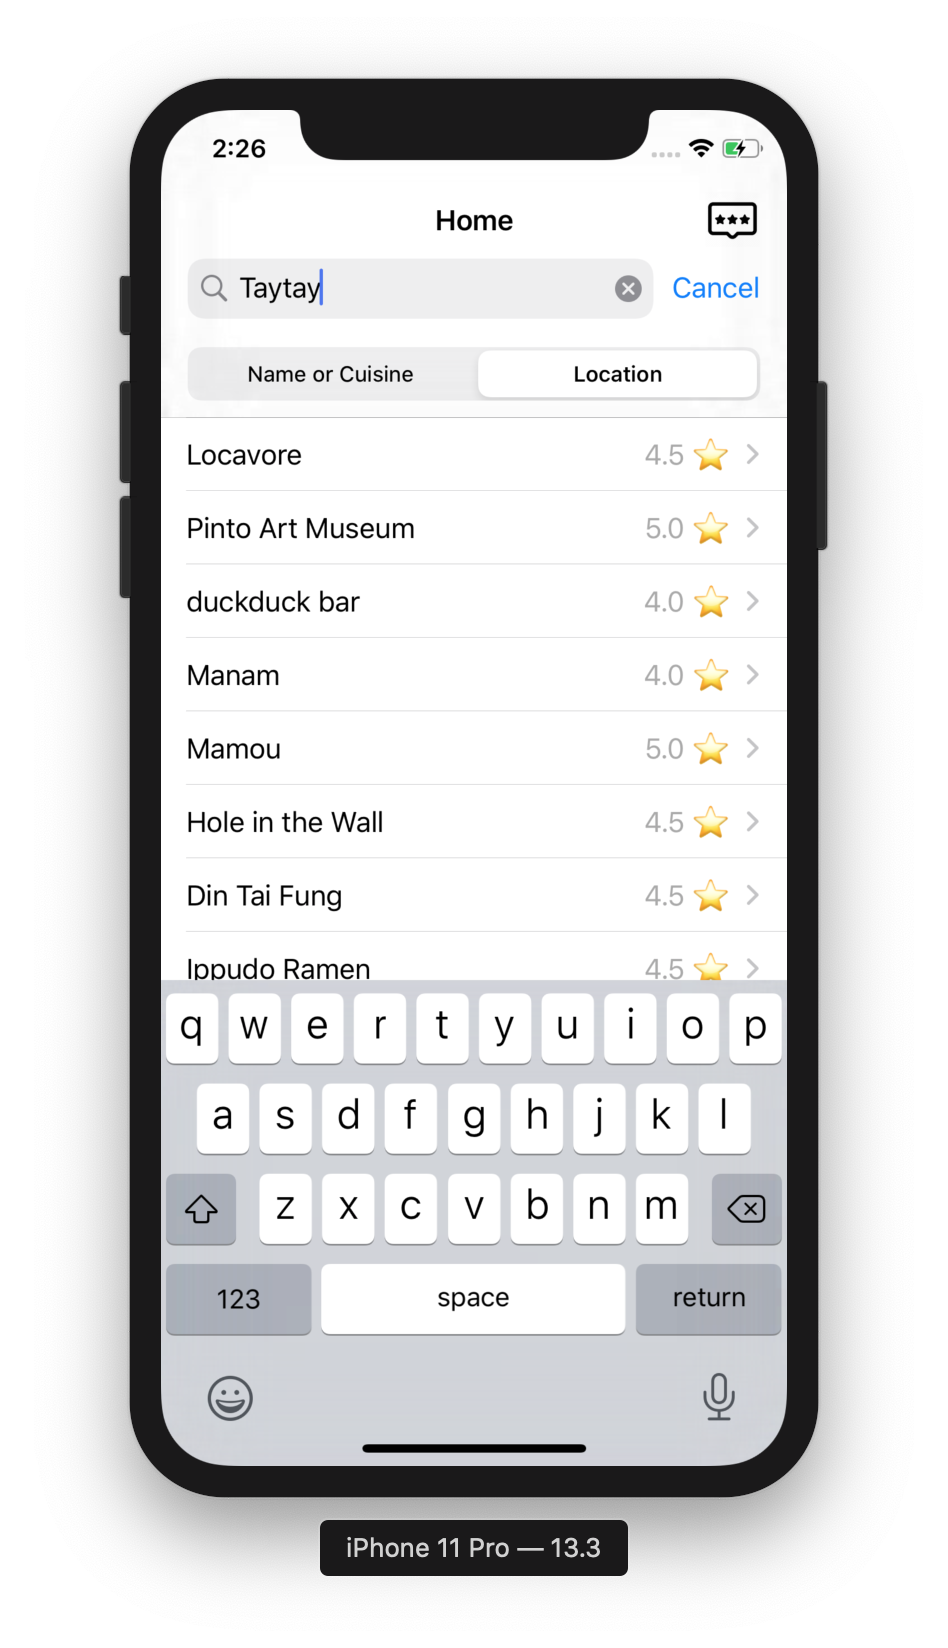 2:26
Home
Taytay Cancel
Name or Cuisine Location
Locavore 4.5
Pinto Art Museum 5.0
duckduck bar 4.0
Manam 4.0
Mamou 5.0
Hole in the Wall 4.5
Din Tai Fung 4.5
Ippudo Ramen 4.5
q w e r t y u i o p
a s d f g h j k l
z x c v b n m
123 space return
iPhone 11 Pro — 13.3